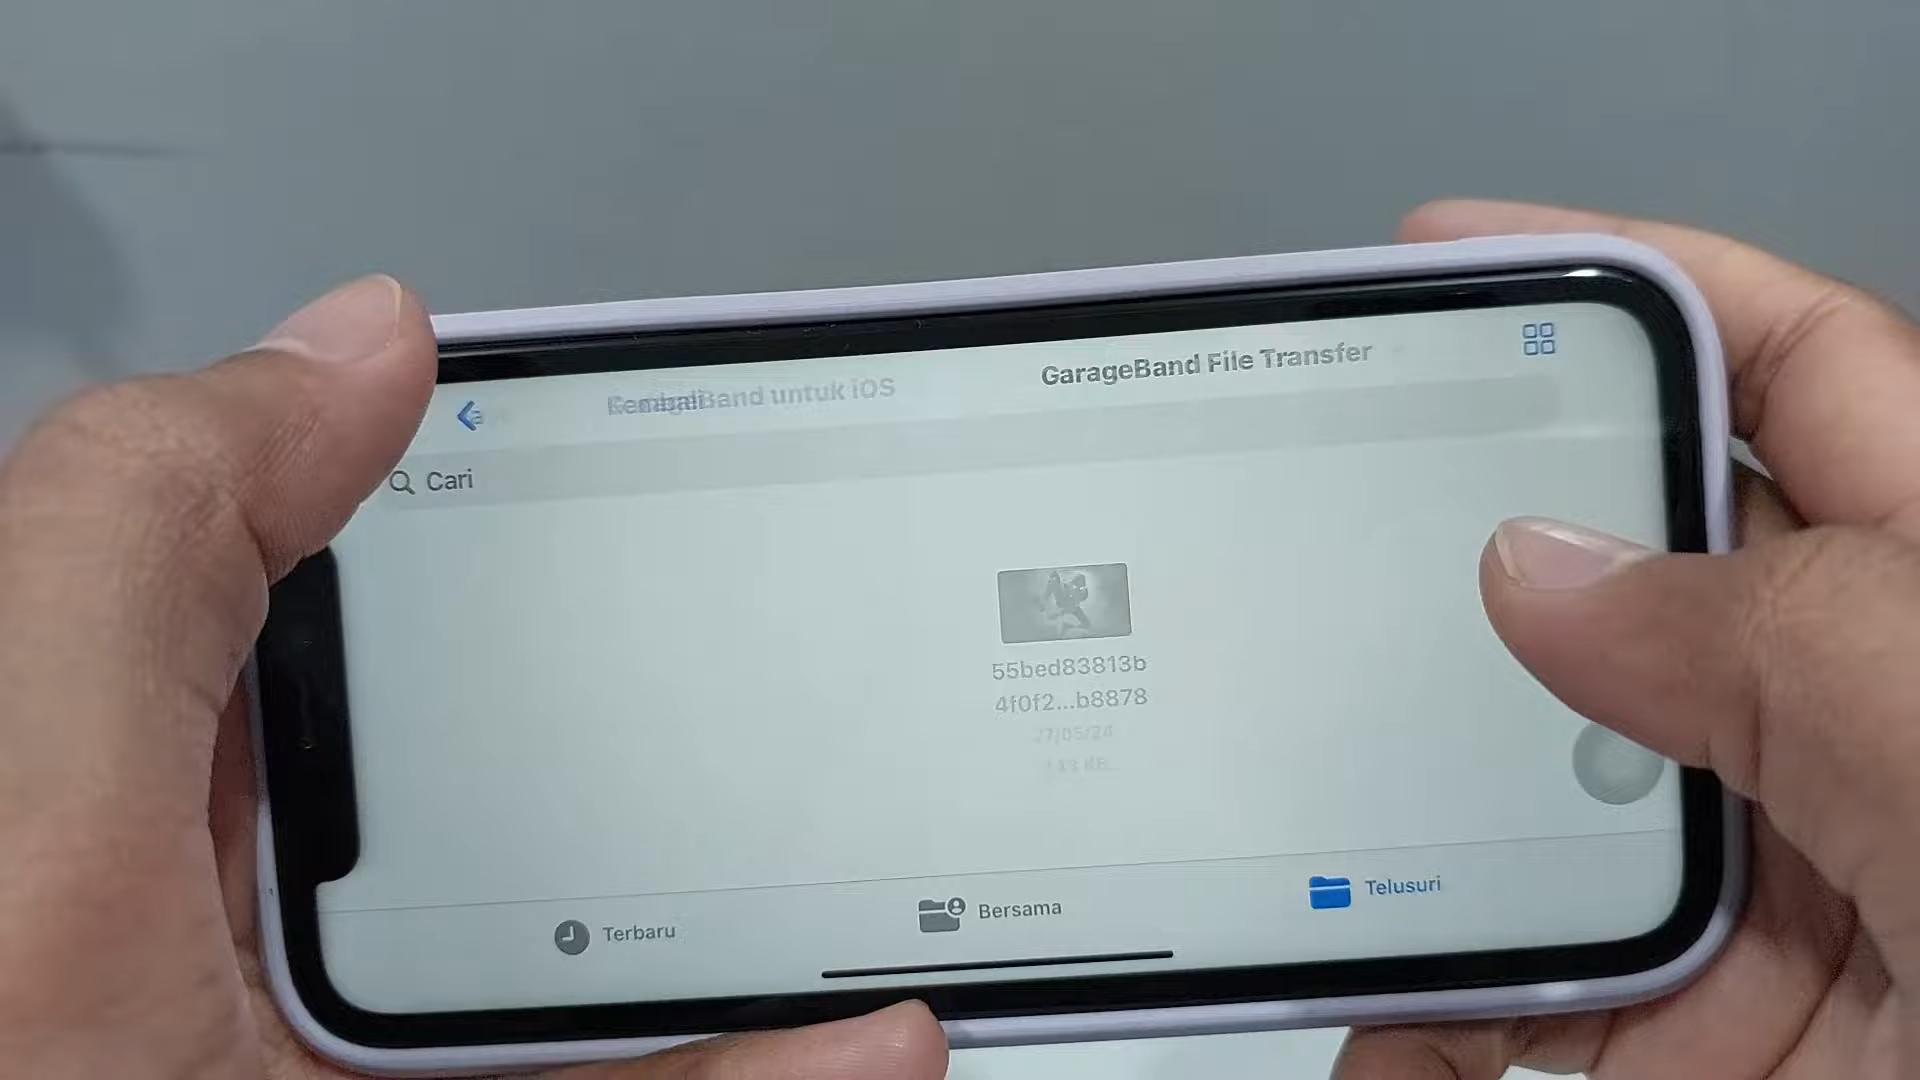 GarageBand File Transfer
Kembali
GarageBand untuk iOS
Cari
55bed83813b
4f0f2...b8878
27/05/24
Terbaru
Bersama
Telusuri